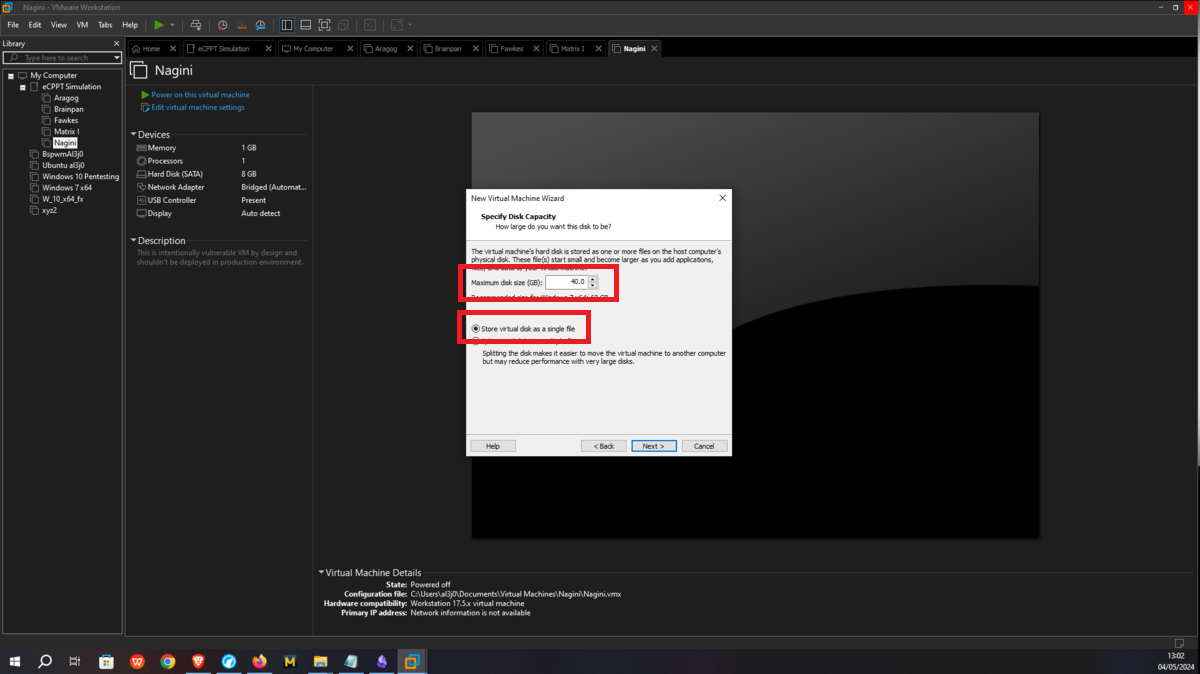 Nagini - VMware Workstation
File Edit View VM Tabs Help
Library
Type here to search
My Computer
eCPPT Simulation
Aragog
Brainpan
Fawkes
Matrix I
Nagini
BspwmAl3j0
Ubuntu al3j0
Windows 10 Pentesting
Windows 7 x64
W_10_x64_fx
xyz2
Home eCPPT Simulation My Computer Aragog Brainpan Fawkes Matrix I Nagini
Nagini
Power on this virtual machine
Edit virtual machine settings
Devices
Memory 1 GB
Processors 1
Hard Disk (SATA) 8 GB
Network Adapter Bridged (Automat...
USB Controller Present
Display Auto detect
Description
This is intentionally vulnerable VM by design and
shouldn't be deployed in production environment.
New Virtual Machine Wizard
Specify Disk Capacity
How large do you want this disk to be?
The virtual machine's hard disk is stored as one or more files on the host computer's
physical disk. These file(s) start small and become larger as you add applications,
Maximum disk size (GB): 40.0
Recommended size for Windows 7 x64: 60 GB
Store virtual disk as a single file
Splitting the disk makes it easier to move the virtual machine to another computer
but may reduce performance with very large disks.
Help < Back Next > Cancel
Virtual Machine Details
State: Powered off
Configuration file: C:\Users\al3j0\Documents\Virtual Machines\Nagini\Nagini.vmx
Hardware compatibility: Workstation 17.5.x virtual machine
Primary IP address: Network information is not available
13:02
04/05/2024